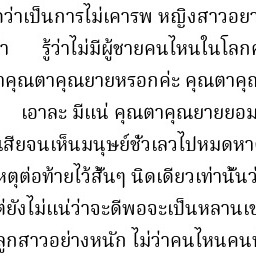 ว่าเป็นการไม่เคารพ หญิงสาวอยา
า รู้ว่าไม่มีผู้ชายคนไหนในโลก
าคุณตาคุณยายหรอกค่ะ คุณตาคุณ
เอาละ มีแน่ คุณตาคุณยายยอม
เสียจนเห็นมนุษย์ชั่วเลวไปหมดหา
หตุต่อท้ายไว้สั้นๆ นิดเดียวเท่านั้นว
ต่ยังไม่แน่ว่าจะดีพอจะเป็นหลานเข
ลูกสาวอย่างหนัก ไม่ว่าคนไหนคน